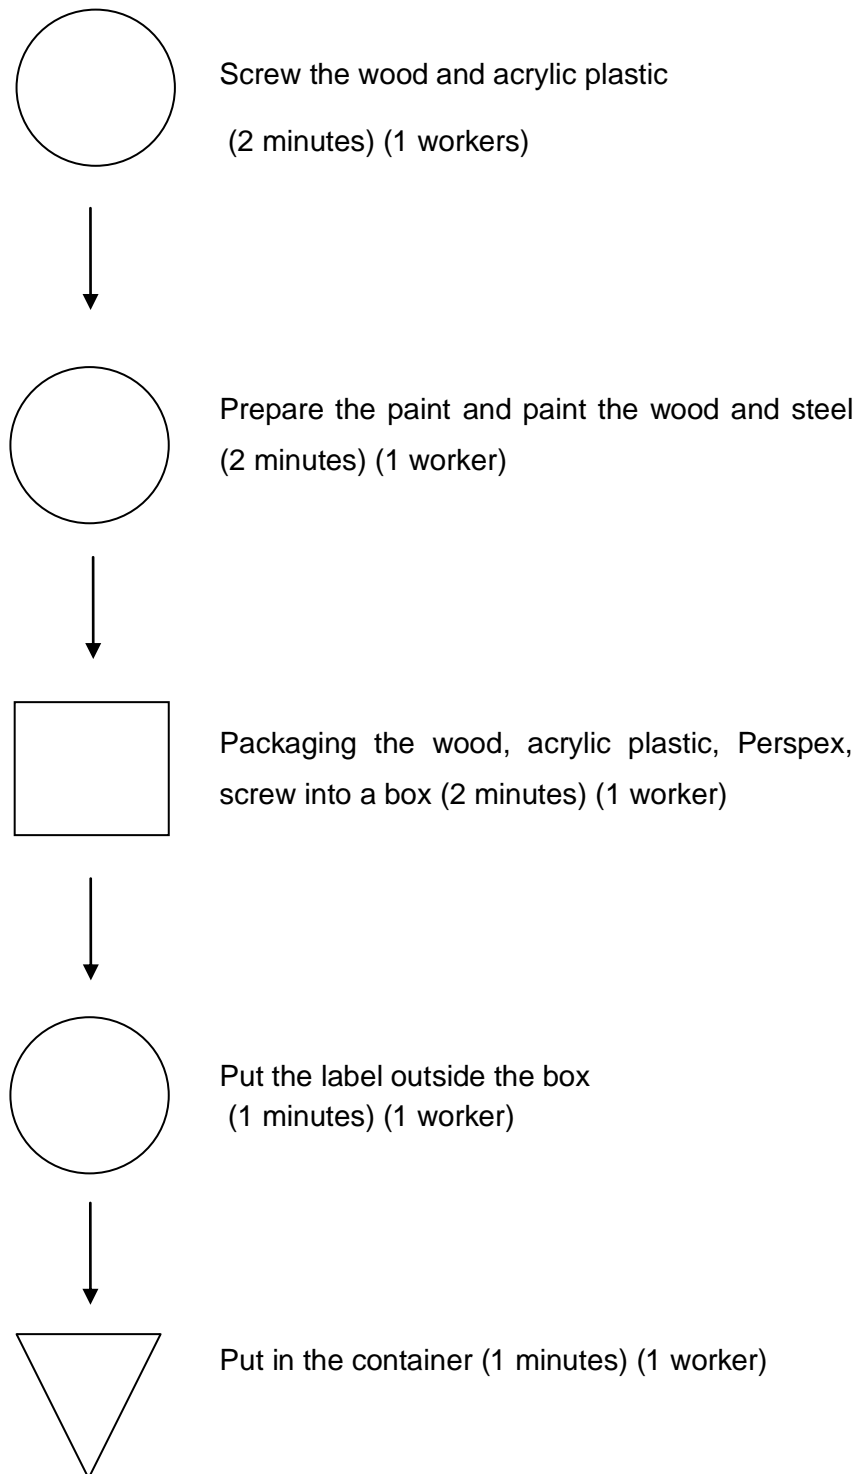 Screw the wood and acrylic plastic
(2 minutes) (1 workers)
Prepare the paint and paint the wood and steel
(2 minutes) (1 worker)
Packaging the wood, acrylic plastic, Perspex,
screw into a box (2 minutes) (1 worker)
Put the label outside the box
(1 minutes) (1 worker)
Put in the container (1 minutes) (1 worker)